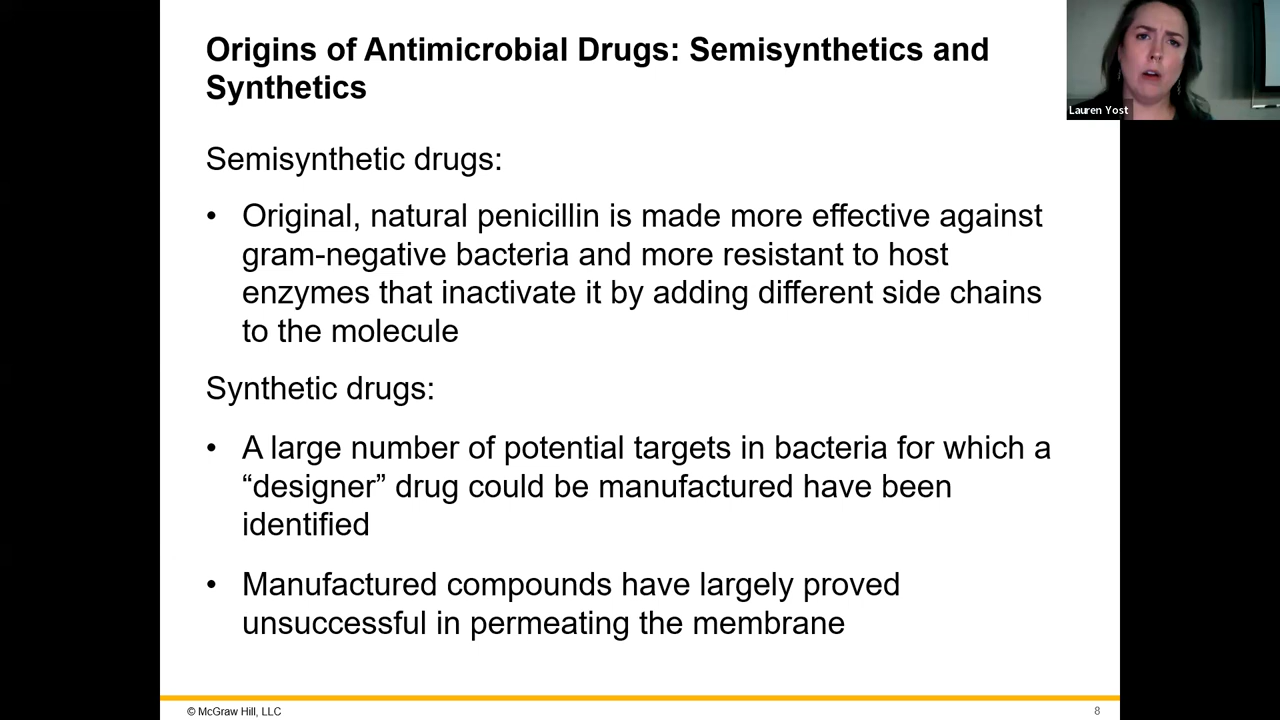 Origins of Antimicrobial Drugs: Semisynthetics and
Synthetics
Lauren Yost
Semisynthetic drugs:
• Original, natural penicillin is made more effective against
gram-negative bacteria and more resistant to host
enzymes that inactivate it by adding different side chains
to the molecule
Synthetic drugs:
• A large number of potential targets in bacteria for which a
“designer” drug could be manufactured have been
identified
• Manufactured compounds have largely proved
unsuccessful in permeating the membrane
© McGraw Hill, LLC
8